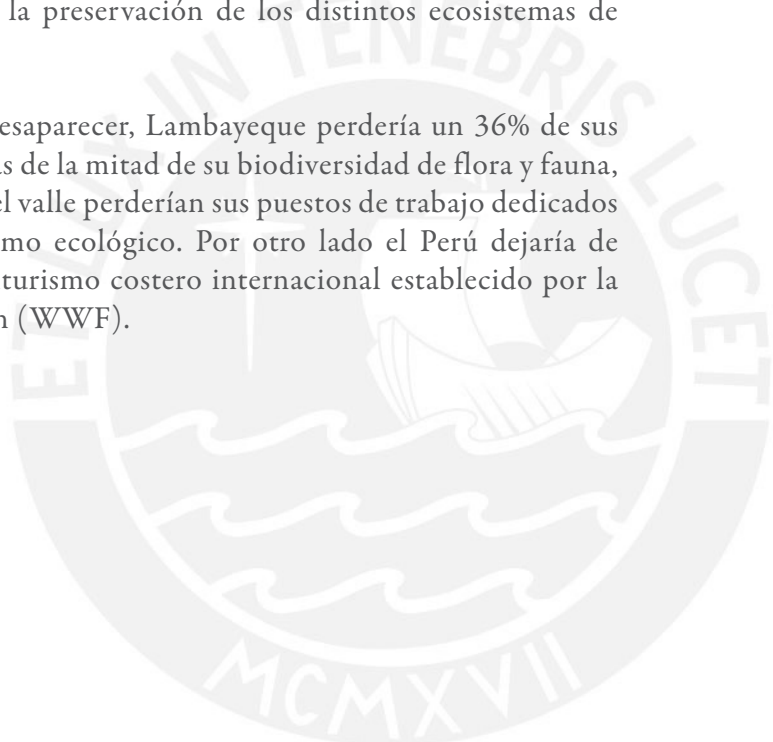 la preservación de los distintos ecosistemas de
esaparecer, Lambayeque perdería un 36% de sus
s de la mitad de su biodiversidad de flora y fauna,
el valle perderían sus puestos de trabajo dedicados
mo ecológico. Por otro lado el Perú dejaría de
turismo costero internacional establecido por la
n (WWF).
ET LUX IN TENEBRIS LUCET
MCMXVII